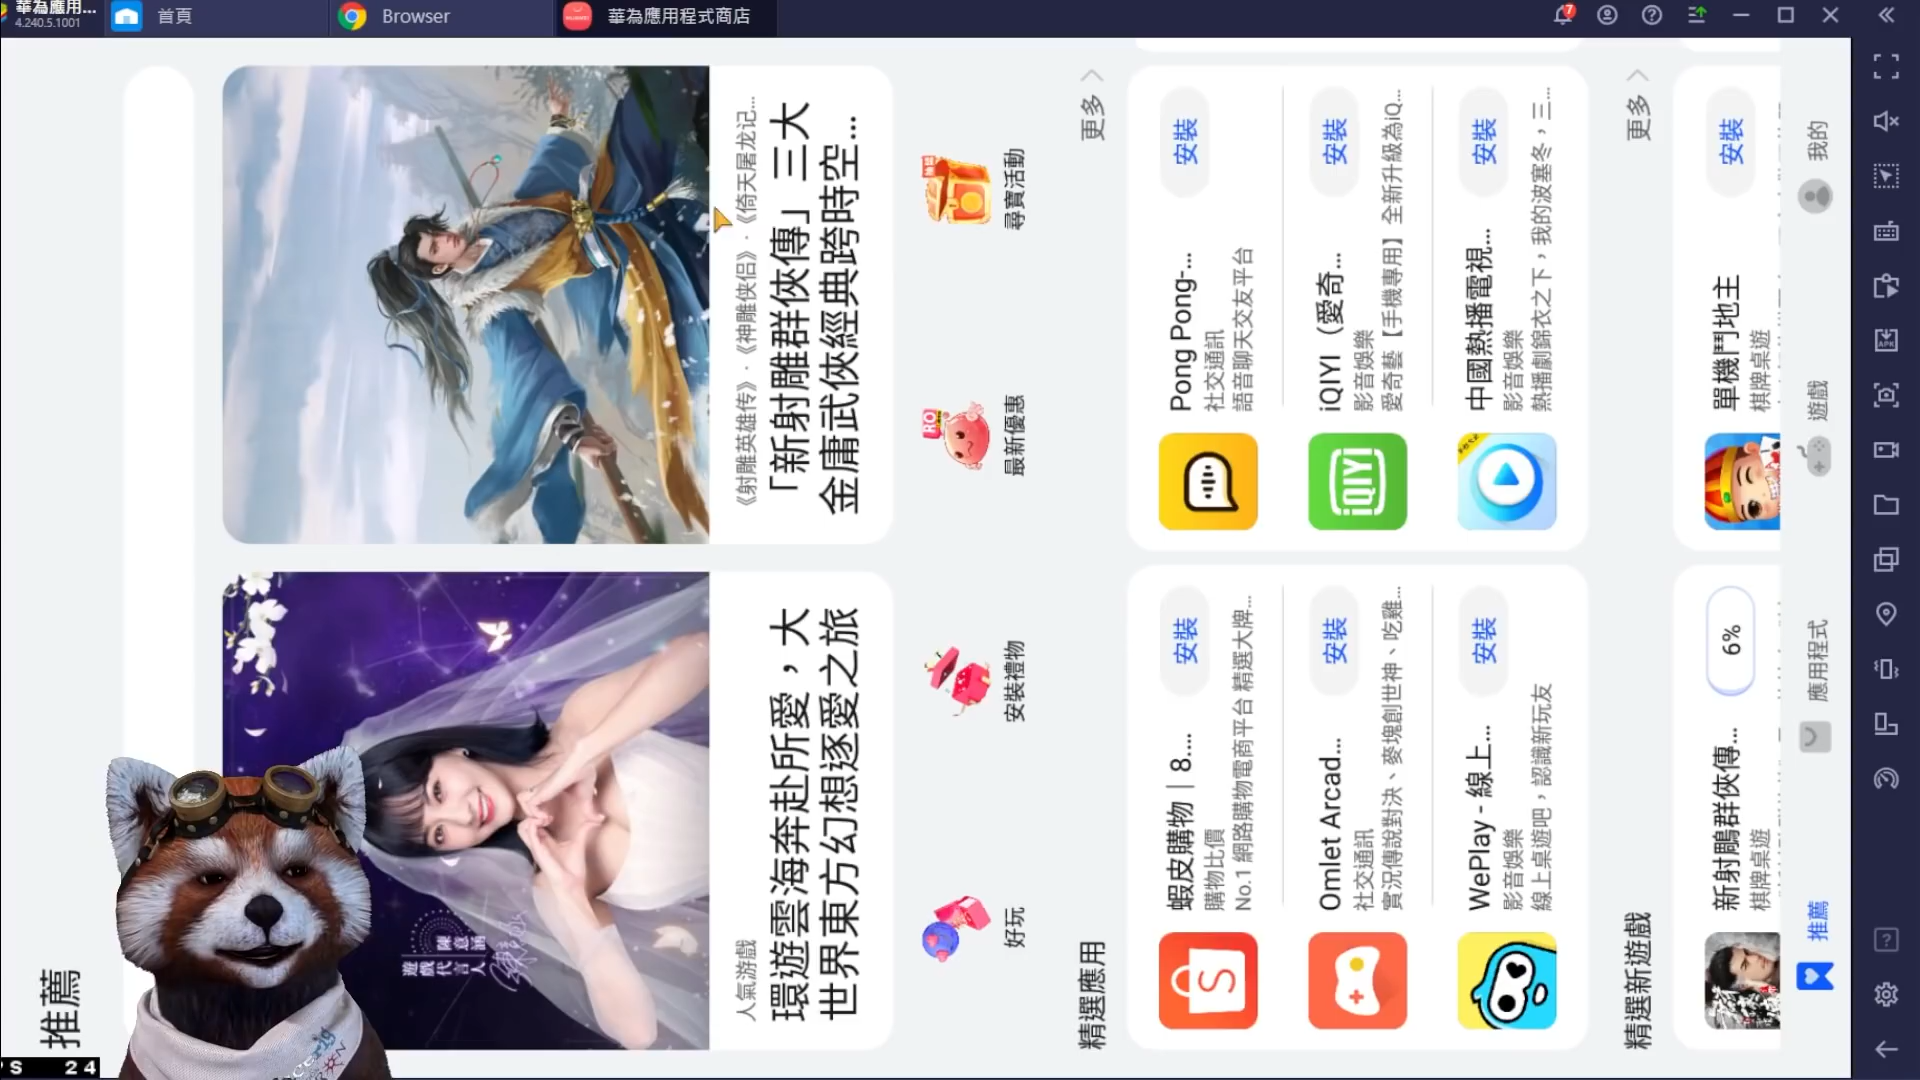 華為應用...
4.240.5.1001
首頁
Browser
華為應用程式商店
7
推薦
人氣游戲
環遊雲海奔赴所愛，大
世界東方幻想逐愛之旅
遊戲代言人
陳意涵
《射雕英雄传》·《神雕侠侣》·《倚天屠龙记...
「新射雕群俠傳」三大
金庸武俠經典跨時空...
好玩
安裝禮物
最新優惠
尋寶活動
精選應用
更多
蝦皮購物 | 8....
購物比價
No.1 網路購物電商平台 精選大牌...
安裝
Pong Pong-...
社交通訊
語音聊天交友平台
安裝
Omlet Arcad...
社交通訊
實況傳說對決、麥塊創世神、吃雞...
安裝
iQIYI
iQIYI（愛奇...
影音娛樂
愛奇藝【手機專用】全新升級為iQ...
安裝
WePlay - 線上...
影音娛樂
線上桌遊吧，認識新玩友
安裝
中國熱播電視...
影音娛樂
熱播劇錦衣之下，我的波塞冬，三...
安裝
精選新遊戲
更多
新射鵰群俠傳...
棋牌桌遊
6%
單機鬥地主
棋牌桌遊
安裝
推薦
應用程式
遊戲
我的
S 24